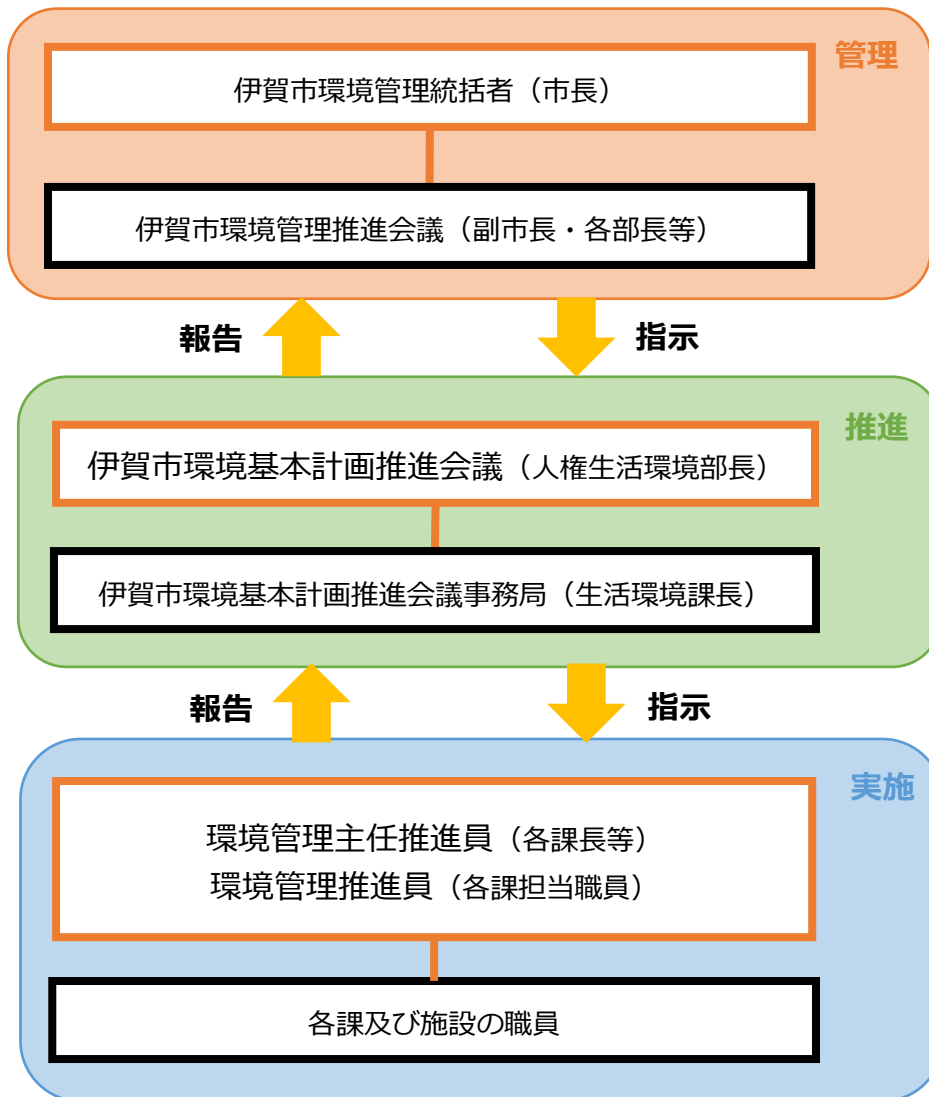 管理
伊賀市環境管理統括者（市長）
伊賀市環境管理推進会議（副市長・各部長等）
報告
指示
推進
伊賀市環境基本計画推進会議（人権生活環境部長）
伊賀市環境基本計画推進会議事務局（生活環境課長）
報告
指示
実施
環境管理主任推進員（各課長等）
環境管理推進員（各課担当職員）
各課及び施設の職員